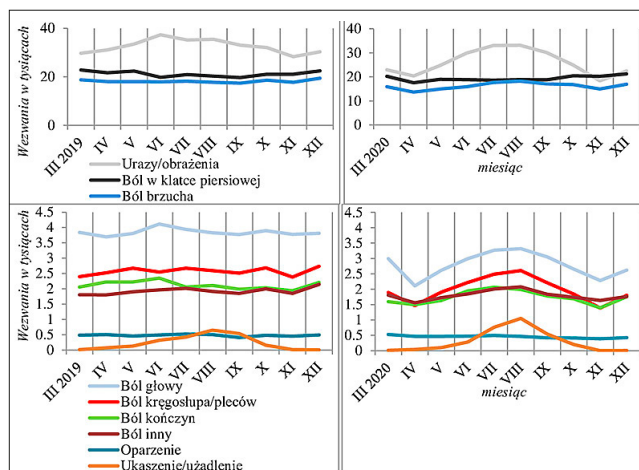 Wezwania w tysiącach
40
20
0
III 2019 IV V VI VII VIII IX X XI XII
Urazy/obrażenia
Ból w klatce piersiowej
Ból brzucha
40
30
20
10
0
III 2020 IV V VI VII VIII IX X XI XII
miesiąc
Wezwania w tysiącach
4.5
4
3.5
3
2.5
2
1.5
1
0.5
0
III 2019 IV V VI VII VIII IX X XI XII
Ból głowy
Ból kręgosłupa/pleców
Ból kończyn
Ból inny
Oparzenie
Ukaszenie/użądlenie
4.5
4
3.5
3
2.5
2
1.5
1
0.5
0
III 2020 IV V VI VII VIII IX X XI XII
miesiąc